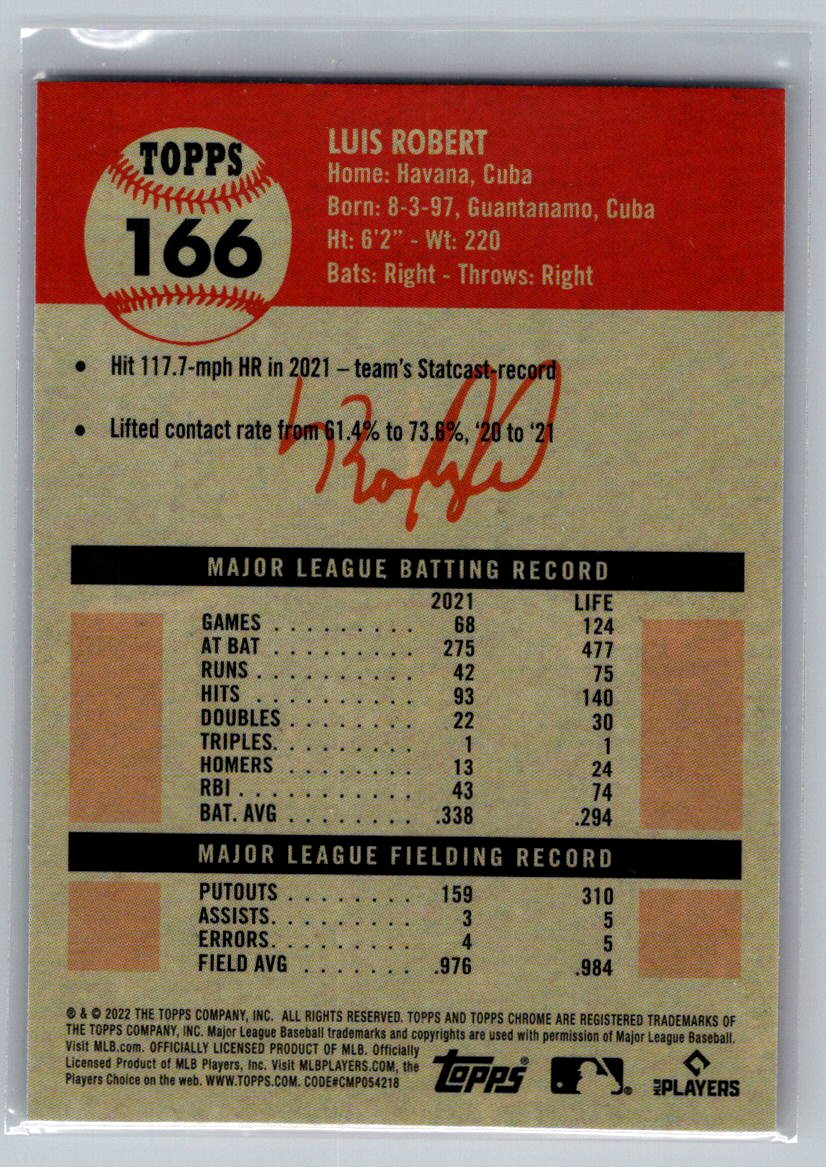 TOPPS
166
LUIS ROBERT
Home: Havana, Cuba
Born: 8-3-97, Guantanamo, Cuba
Ht: 6'2" - Wt: 220
Bats: Right - Throws: Right
• Hit 117.7-mph HR in 2021 – team's Statcast-record
• Lifted contact rate from 61.4% to 73.6%, '20 to '21
MAJOR LEAGUE BATTING RECORD
2021 LIFE
GAMES . . . . . . . . . 68 124
AT BAT . . . . . . . . . 275 477
RUNS . . . . . . . . . . 42 75
HITS . . . . . . . . . . 93 140
DOUBLES . . . . . . . . 22 30
TRIPLES. . . . . . . . . 1 1
HOMERS . . . . . . . . 13 24
RBI . . . . . . . . . . . 43 74
BAT. AVG . . . . . . . . .338 .294
MAJOR LEAGUE FIELDING RECORD
PUTOUTS . . . . . . . . 159 310
ASSISTS. . . . . . . . . 3 5
ERRORS. . . . . . . . . 4 5
FIELD AVG . . . . . . . .976 .984
® & © 2022 THE TOPPS COMPANY, INC. ALL RIGHTS RESERVED. TOPPS AND TOPPS CHROME ARE REGISTERED TRADEMARKS OF
THE TOPPS COMPANY, INC. Major League Baseball trademarks and copyrights are used with permission of Major League Baseball.
Visit MLB.com. OFFICIALLY LICENSED PRODUCT OF MLB. Officially
Licensed Product of MLB Players, Inc. Visit MLBPLAYERS.COM, the
Players Choice on the web. WWW.TOPPS.COM. CODE#CMP054218
Topps®
MLB PLAYERS